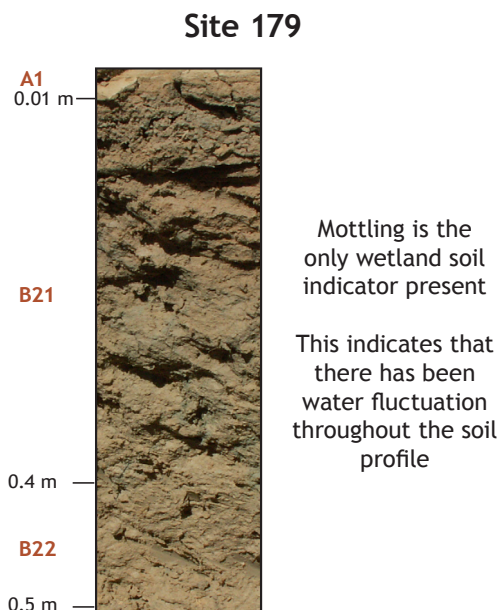 Site 179
A1
0.01 m
B21
0.4 m
B22
0.5 m
Mottling is the
only wetland soil
indicator present
This indicates that
there has been
water fluctuation
throughout the soil
profile